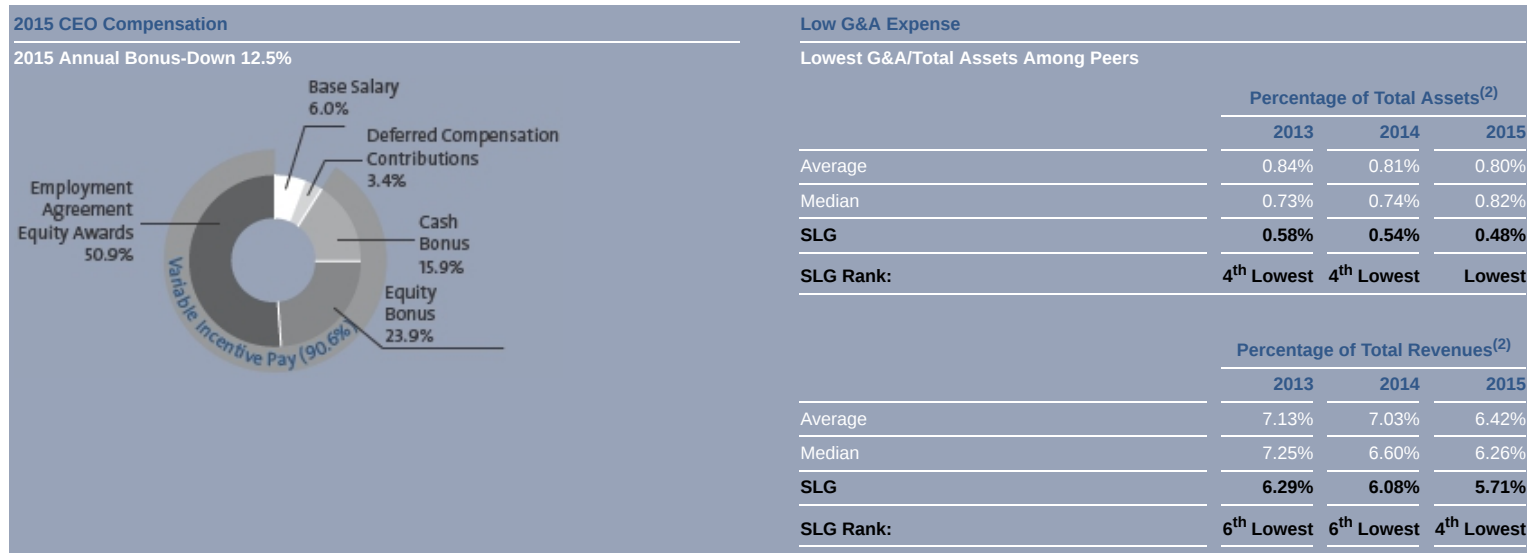 2015 CEO Compensation
2015 Annual Bonus-Down 12.5%
Base Salary
6.0%
Deferred Compensation
Contributions
3.4%
Employment
Agreement
Equity Awards
50.9%
Cash
Bonus
15.9%
Equity
Bonus
23.9%
Variable Incentive Pay (90.6%)
Low G&A Expense
Lowest G&A/Total Assets Among Peers
Percentage of Total Assets(2)
2013 2014 2015
Average 0.84% 0.81% 0.80%
Median 0.73% 0.74% 0.82%
SLG 0.58% 0.54% 0.48%
SLG Rank: 4th Lowest 4th Lowest Lowest
Percentage of Total Revenues(2)
2013 2014 2015
Average 7.13% 7.03% 6.42%
Median 7.25% 6.60% 6.26%
SLG 6.29% 6.08% 5.71%
SLG Rank: 6th Lowest 6th Lowest 4th Lowest